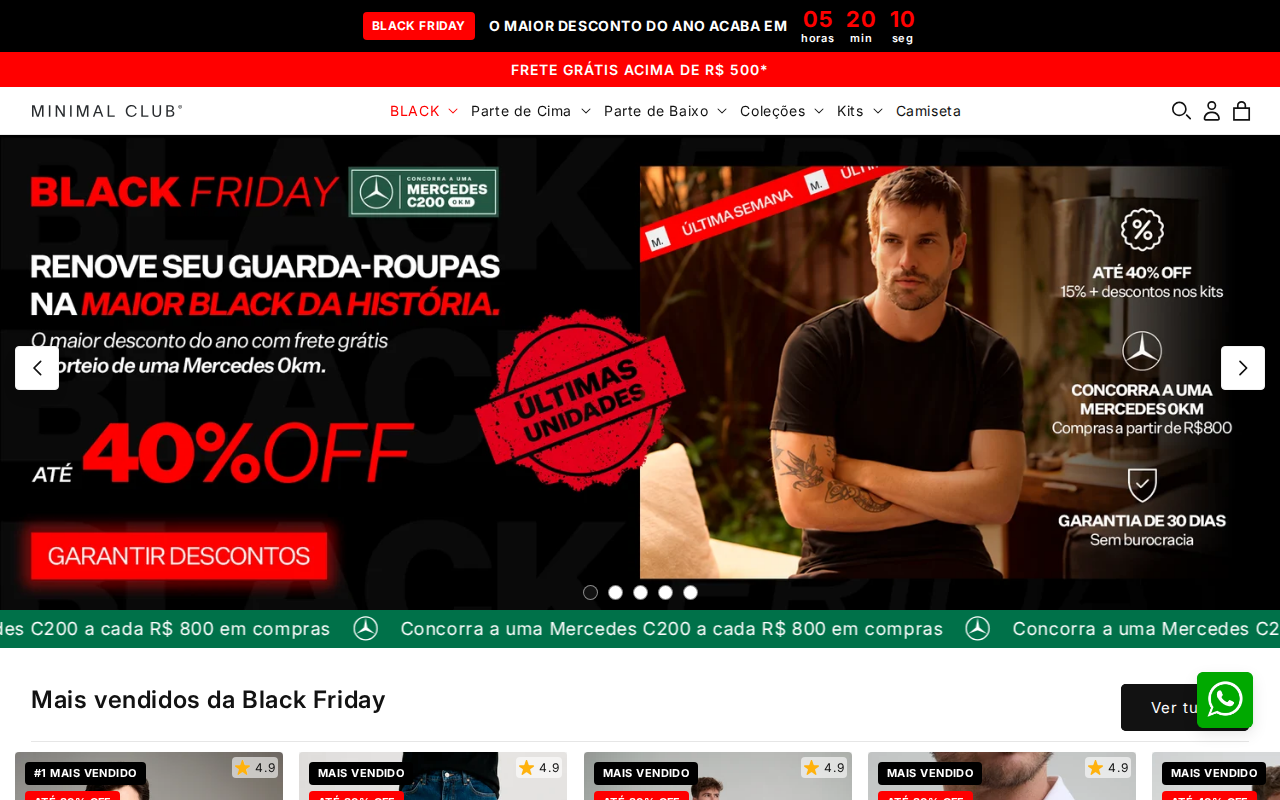 BLACK FRIDAY
O MAIOR DESCONTO DO ANO ACABA EM
05 20 10
horas min seg
FRETE GRÁTIS ACIMA DE R$ 500*
MINIMAL CLUB®
BLACK Parte de Cima Parte de Baixo Coleções Kits Camiseta
BLACK FRIDAY
CONCORRA A UMA
MERCEDES
C200 0KM
RENOVE SEU GUARDA-ROUPAS
NA MAIOR BLACK DA HISTÓRIA.
O maior desconto do ano com frete grátis
orteio de uma Mercedes 0km.
ATÉ 40% OFF
GARANTIR DESCONTOS
ÚLTIMAS
UNIDADES
M. ÚLTIMA SEMANA M.
ATÉ 40% OFF
15% + descontos nos kits
CONCORRA A UMA
MERCEDES 0KM
Compras a partir de R$800
GARANTIA DE 30 DIAS
Sem burocracia
des C200 a cada R$ 800 em compras Concorra a uma Mercedes C200 a cada R$ 800 em compras Concorra a uma Mercedes C2
Mais vendidos da Black Friday
Ver tu
#1 MAIS VENDIDO 4.9
MAIS VENDIDO 4.9
MAIS VENDIDO 4.9
MAIS VENDIDO 4.9
MAIS VENDIDO